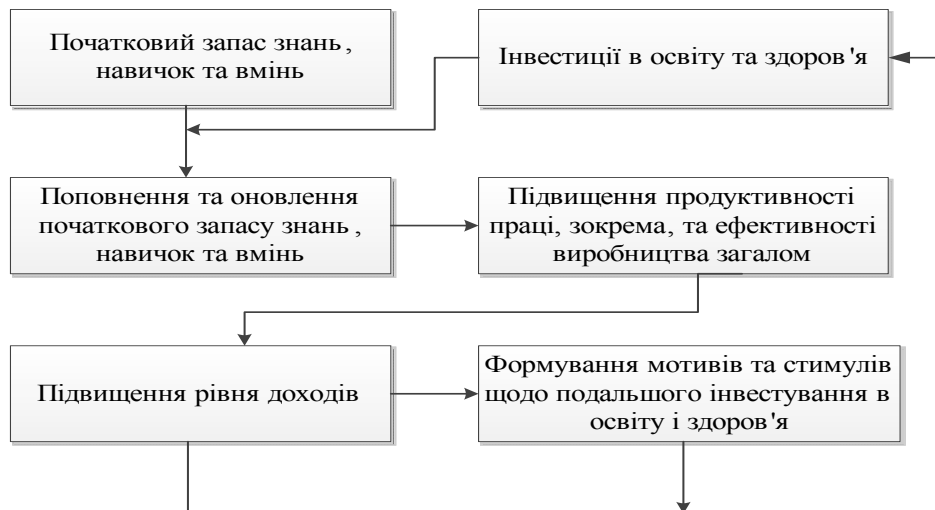 Початковий запас знань ,
навичок та вмінь
Інвестиції в освіту та здоров'я
Поповнення та оновлення
початкового запасу знань ,
навичок та вмінь
Підвищення продуктивності
праці, зокрема, та ефективності
виробництва загалом
Підвищення рівня доходів
Формування мотивів та стимулів
щодо подальшого інвестування в
освіту і здоров'я